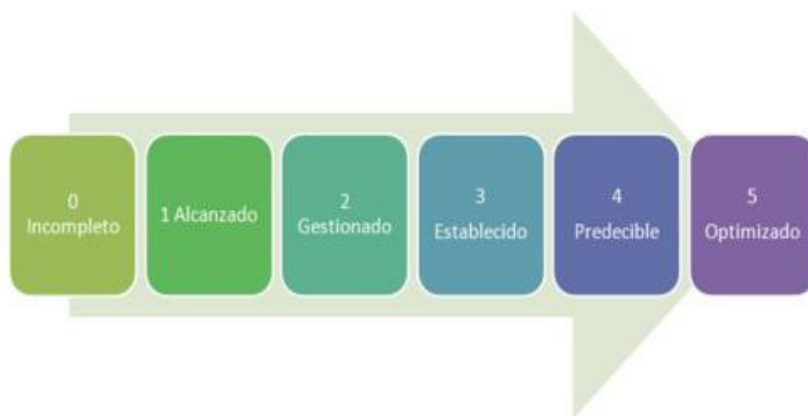 0
Incompleto
1 Alcanzado
2
Gestionado
3
Establecido
4
Predecible
5
Optimizado